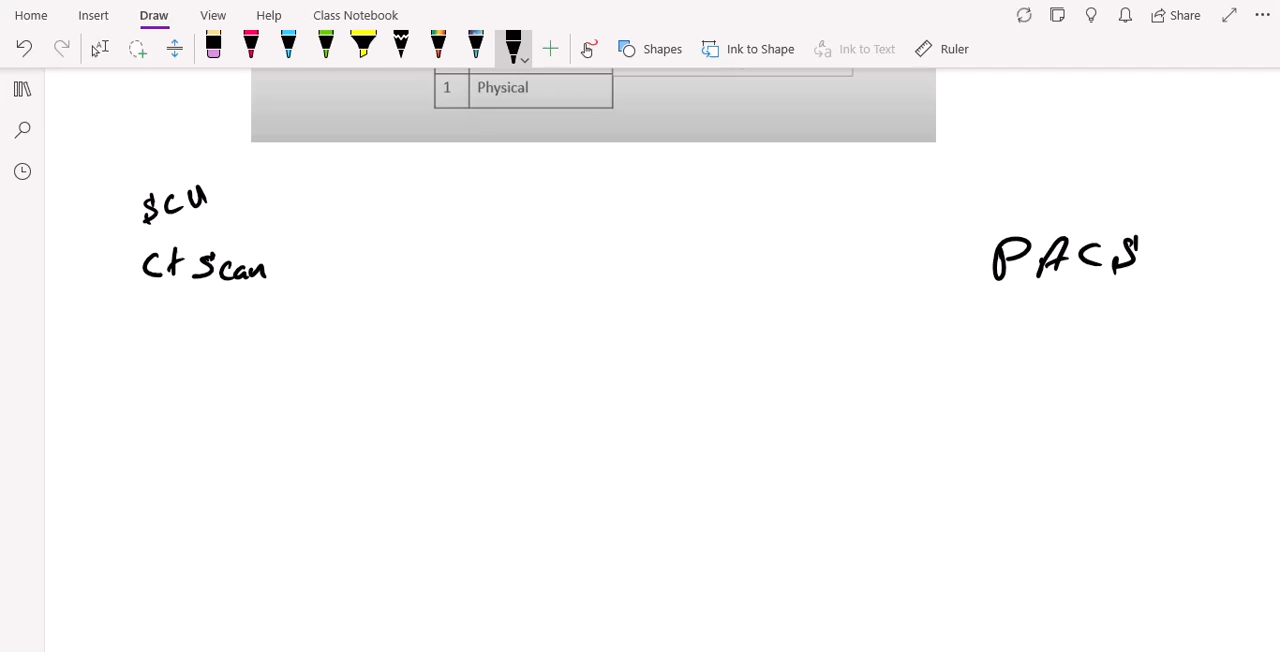 Home Insert Draw View Help Class Notebook Share
Shapes Ink to Shape Ink to Text Ruler
1 Physical
SCU
Ct Scan PACS